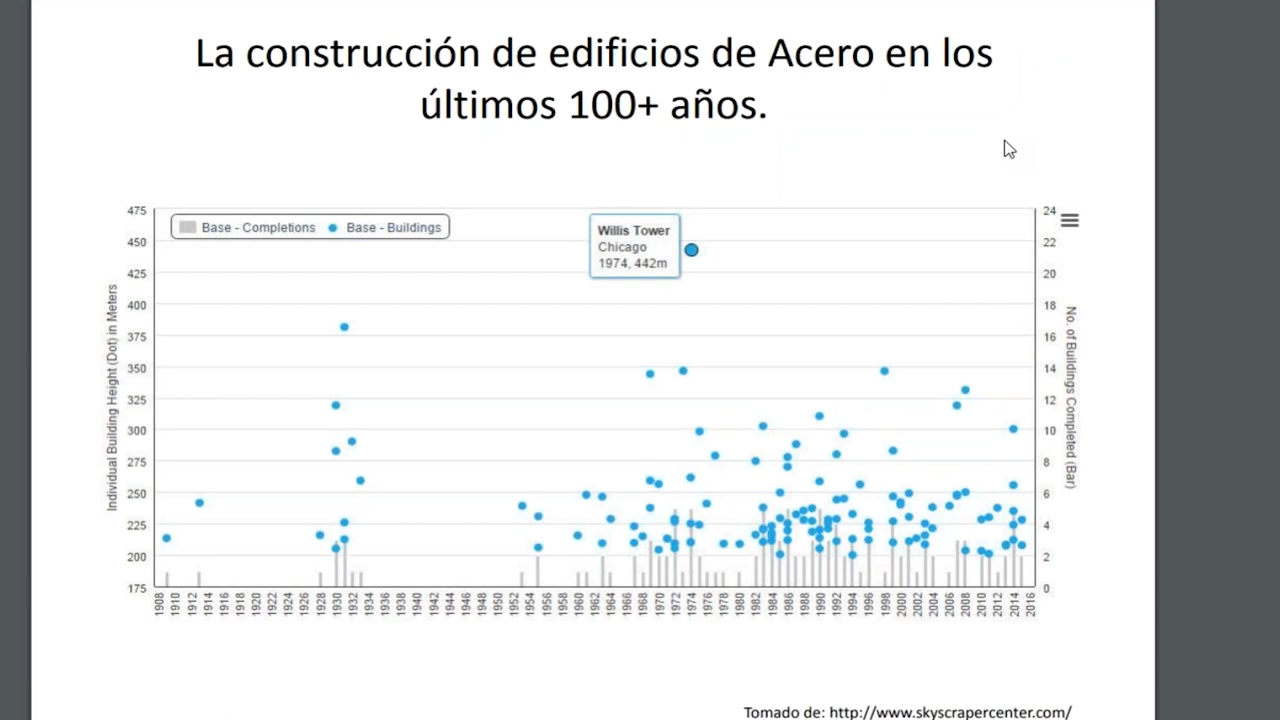 La construcción de edificios de Acero en los
últimos 100+ años.
Base - Completions
Base - Buildings
Willis Tower
Chicago
1974, 442m
Individual Building Height (Dot) in Meters
475
450
425
400
375
350
325
300
275
250
225
200
175
24
22
20
18
16
14
12
10
8
6
4
2
0
No. of Buildings Completed (Bar)
1908 1910 1912 1914 1916 1918 1920 1922 1924 1926 1928 1930 1932 1934 1936 1938 1940 1942 1944 1946 1948 1950 1952 1954 1956 1958 1960 1962 1964 1966 1968 1970 1972 1974 1976 1978 1980 1982 1984 1986 1988 1990 1992 1994 1996 1998 2000 2002 2004 2006 2008 2010 2012 2014 2016
Tomado de: http://www.skyscrapercenter.com/